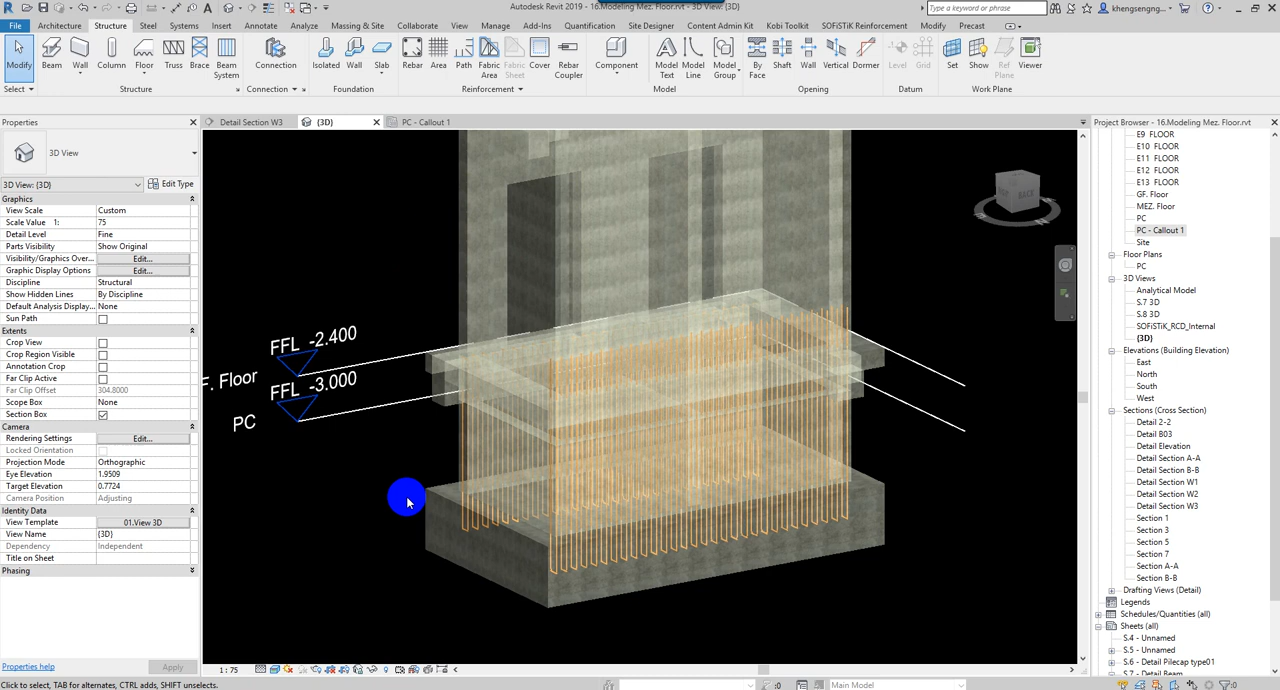 Autodesk Revit 2019 - 16.Modeling Mez. Floor.rvt - 3D View: {3D}
Type a keyword or phrase
khengsengng...
File Architecture Structure Steel Systems Insert Annotate Analyze Massing & Site Collaborate View Manage Add-Ins Quantification Site Designer Content Admin Kit Kobi Toolkit SOFiSTiK Reinforcement Modify Precast
Modify Beam Wall Column Floor Truss Brace Beam System Connection Isolated Wall Slab Rebar Area Path Fabric Area Fabric Sheet Cover Rebar Coupler Component Model Text Model Line Model Group By Face Shaft Wall Vertical Dormer Level Grid Set Show Ref Plane Viewer
Select Structure Connection Foundation Reinforcement Model Opening Datum Work Plane
Properties
Detail Section W3
{3D}
PC - Callout 1
Project Browser - 16.Modeling Mez. Floor.rvt
3D View
3D View: {3D}
Edit Type
Graphics
View Scale Custom
Scale Value 1: 75
Detail Level Fine
Parts Visibility Show Original
Visibility/Graphics Over... Edit...
Graphic Display Options Edit...
Discipline Structural
Show Hidden Lines By Discipline
Default Analysis Display... None
Sun Path
Extents
Crop View
Crop Region Visible
Annotation Crop
Far Clip Active
Far Clip Offset 304.8000
Scope Box None
Section Box
Camera
Rendering Settings Edit...
Locked Orientation
Projection Mode Orthographic
Eye Elevation 1.9509
Target Elevation 0.7724
Camera Position Adjusting
Identity Data
View Template 01.View 3D
View Name {3D}
Dependency Independent
Title on Sheet
Phasing
Properties help
Apply
FFL -2.400
F. Floor
FFL -3.000
PC
BACK
E9 FLOOR
E10 FLOOR
E11 FLOOR
E12 FLOOR
E13 FLOOR
GF. Floor
MEZ. Floor
PC
PC - Callout 1
Site
Floor Plans
PC
3D Views
Analytical Model
S.7 3D
S.8 3D
SOFiSTiK_RCD_Internal
{3D}
Elevations (Building Elevation)
East
North
South
West
Sections (Cross Section)
Detail 2-2
Detail B03
Detail Elevation
Detail Section A-A
Detail Section B-B
Detail Section W1
Detail Section W2
Detail Section W3
Section 1
Section 3
Section 5
Section 7
Section A-A
Section B-B
Drafting Views (Detail)
Legends
Schedules/Quantities (all)
Sheets (all)
S.4 - Unnamed
S.5 - Unnamed
S.6 - Detail Pilecap type01
S.7 - Detail Beam
1 : 75
Click to select, TAB for alternates, CTRL adds, SHIFT unselects.
:0
Main Model
:0